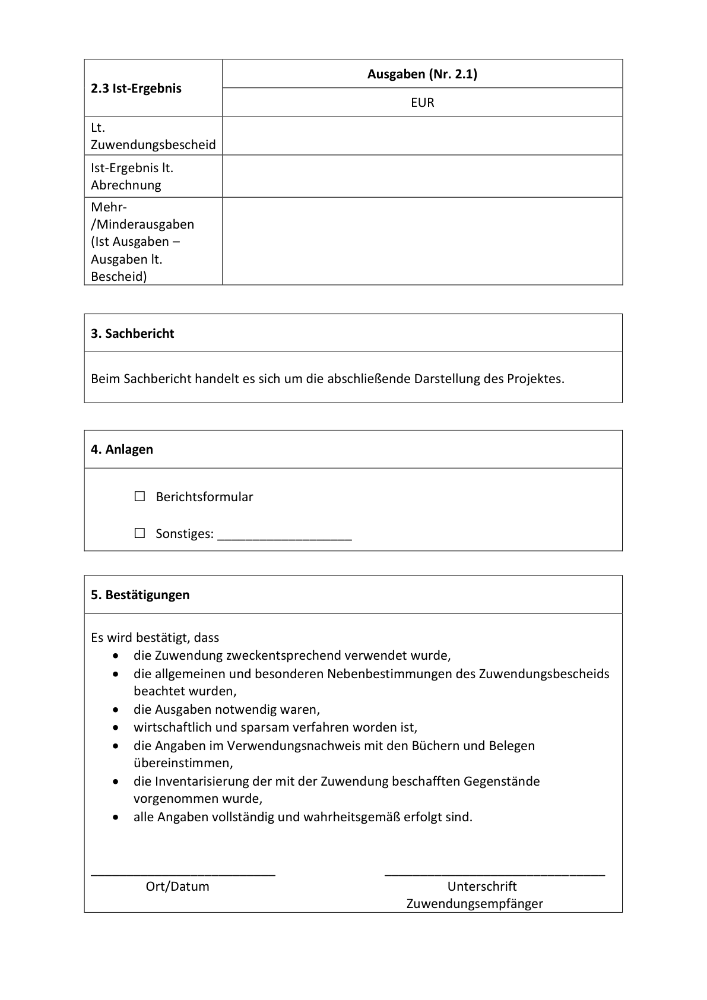 2.3 Ist-Ergebnis
Ausgaben (Nr. 2.1)
EUR
Lt.
Zuwendungsbescheid
Ist-Ergebnis lt.
Abrechnung
Mehr-
/Minderausgaben
(Ist Ausgaben –
Ausgaben lt.
Bescheid)
3. Sachbericht
Beim Sachbericht handelt es sich um die abschließende Darstellung des Projektes.
4. Anlagen
☐ Berichtsformular
☐ Sonstiges: ___________________
5. Bestätigungen
Es wird bestätigt, dass
• die Zuwendung zweckentsprechend verwendet wurde,
• die allgemeinen und besonderen Nebenbestimmungen des Zuwendungsbescheids
beachtet wurden,
• die Ausgaben notwendig waren,
• wirtschaftlich und sparsam verfahren worden ist,
• die Angaben im Verwendungsnachweis mit den Büchern und Belegen
übereinstimmen,
• die Inventarisierung der mit der Zuwendung beschafften Gegenstände
vorgenommen wurde,
• alle Angaben vollständig und wahrheitsgemäß erfolgt sind.
__________________________ _______________________________
Ort/Datum Unterschrift
Zuwendungsempfänger